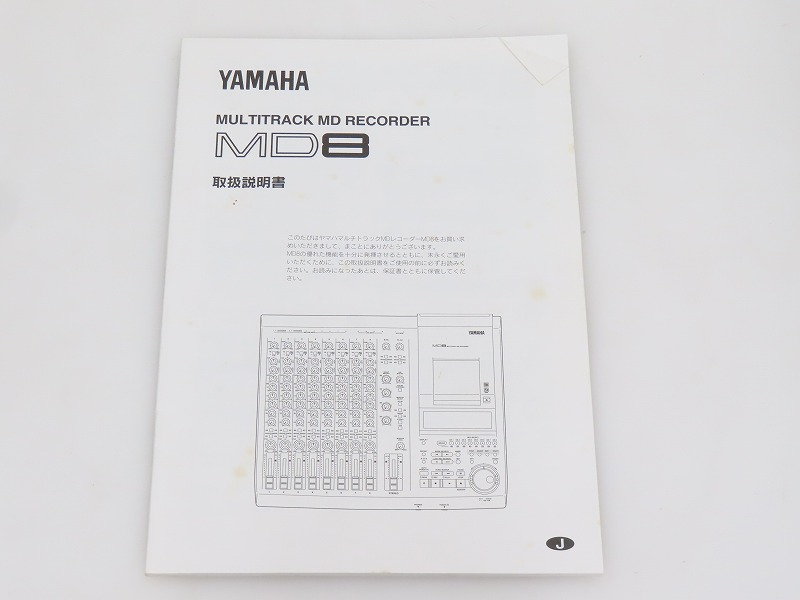 YAMAHA
MULTITRACK MD RECORDER
MD8
取扱説明書
このたびはヤマハマルチトラックMDレコーダーMD8をお買い求
めいただきまして、まことにありがとうございます。
MD8の優れた機能を十分に発揮させるとともに、末永くご愛用
いただくために、この取扱説明書をご使用の前に必ずお読みく
ださい。お読みになったあとは、保証書とともに保管してくだ
さい。
YAMAHA
MD8
J